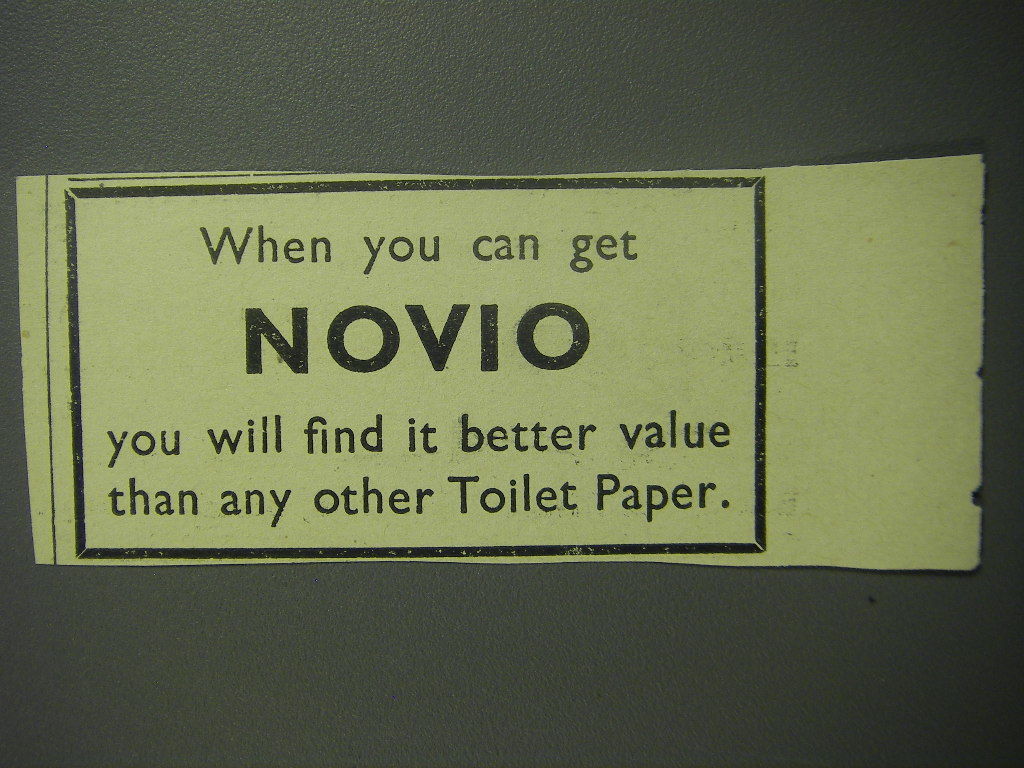 When you can get
NOVIO
you will find it better value
than any other Toilet Paper.